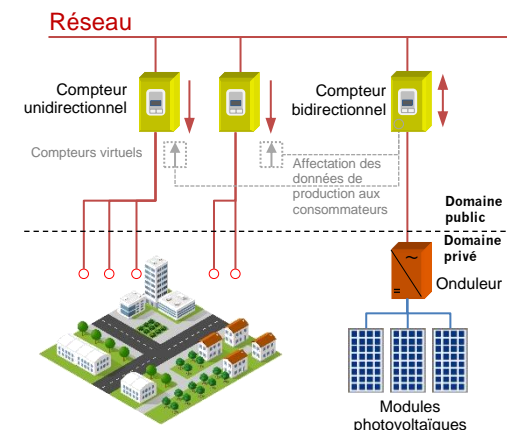 Réseau
Compteur
unidirectionnel
Compteur
bidirectionnel
Compteurs virtuels
Affectation des
données de
production aux
consommateurs
Domaine
public
Domaine
privé
~
=
Onduleur
Modules
photovoltaïques